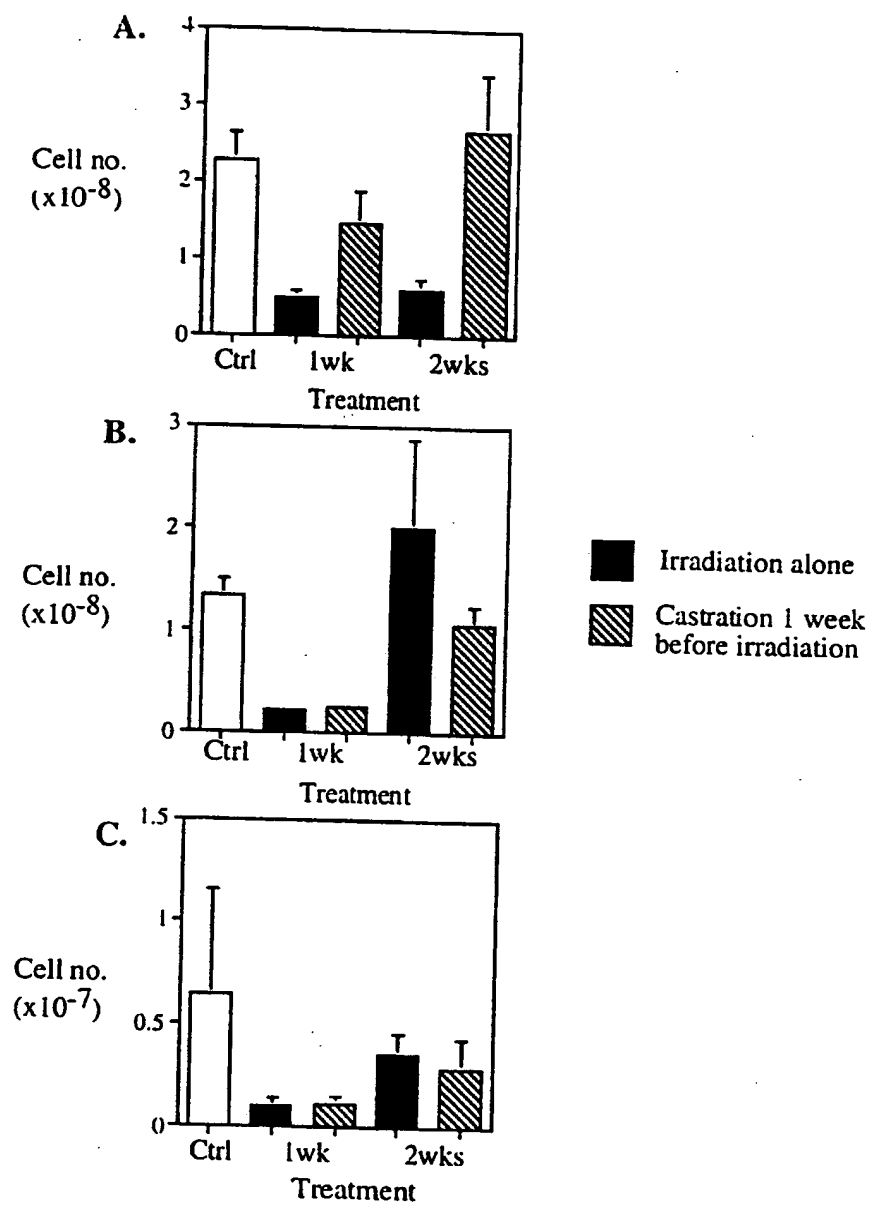 A.
4
3
2
1
0
Cell no.
(x10-8)
Ctrl 1wk 2wks
Treatment
B.
3
2
1
0
Cell no.
(x10-8)
Ctrl 1wk 2wks
Treatment
Irradiation alone
Castration 1 week
before irradiation
C.
1.5
1
0.5
0
Cell no.
(x10-7)
Ctrl 1wk 2wks
Treatment